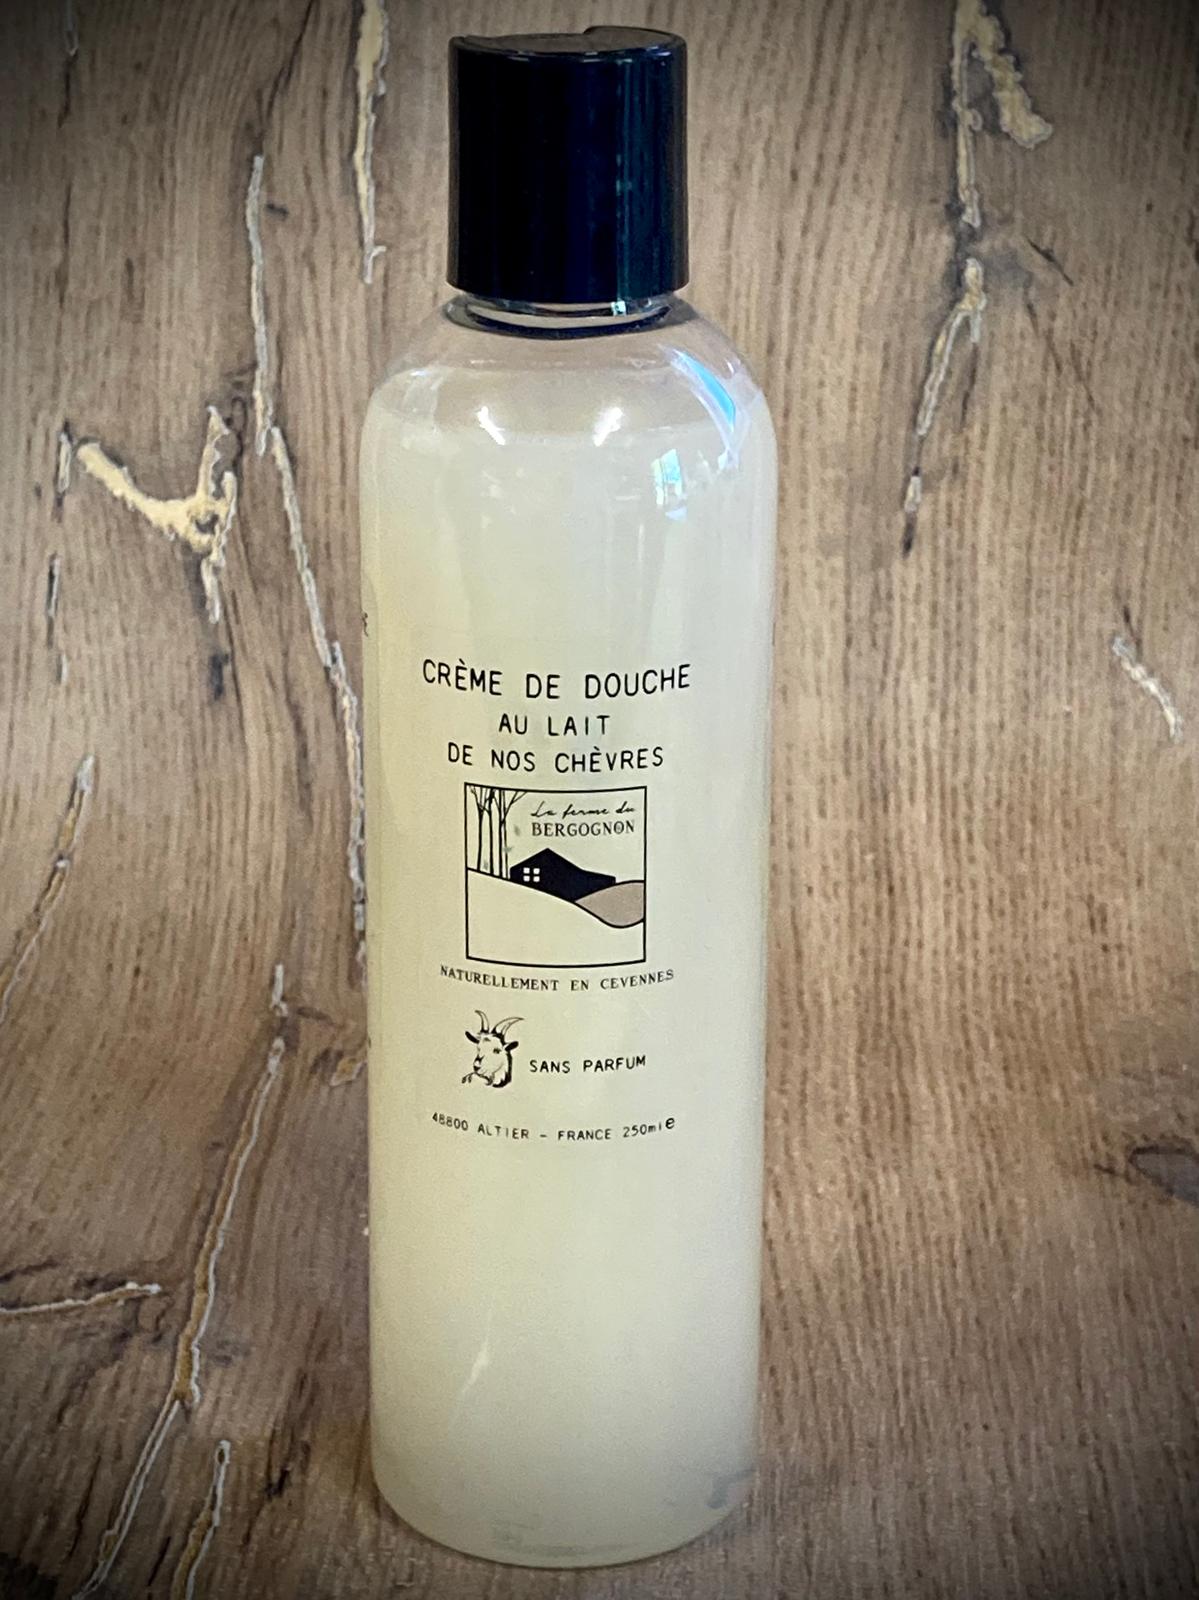 CRÈME DE DOUCHE
AU LAIT
DE NOS CHÈVRES
La ferme du
BERGOGNON
NATURELLEMENT EN CEVENNES
SANS PARFUM
48800 ALTIER - FRANCE 250ml e